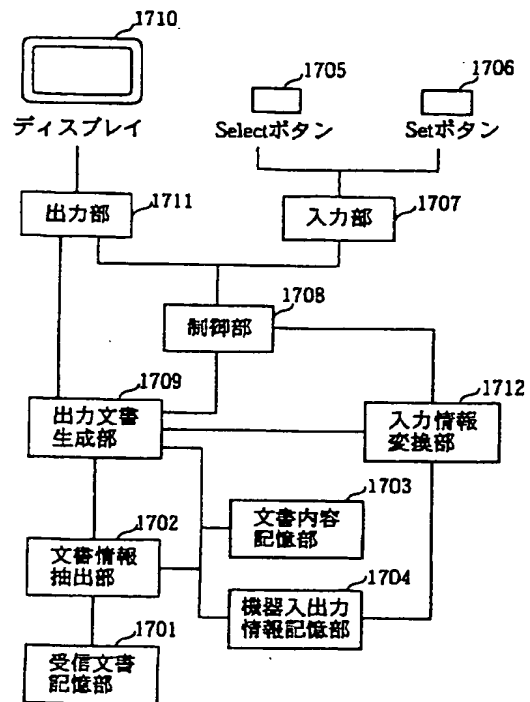 1710
ディスプレイ
1705
Selectボタン
1706
Setボタン
出力部
1711
入力部
1707
制御部
1708
1709
出力文書
生成部
1712
入力情報
変換部
1703
文書内容
記憶部
1702
文書情報
抽出部
1704
機器入出力
情報記憶部
1701
受信文書
記憶部